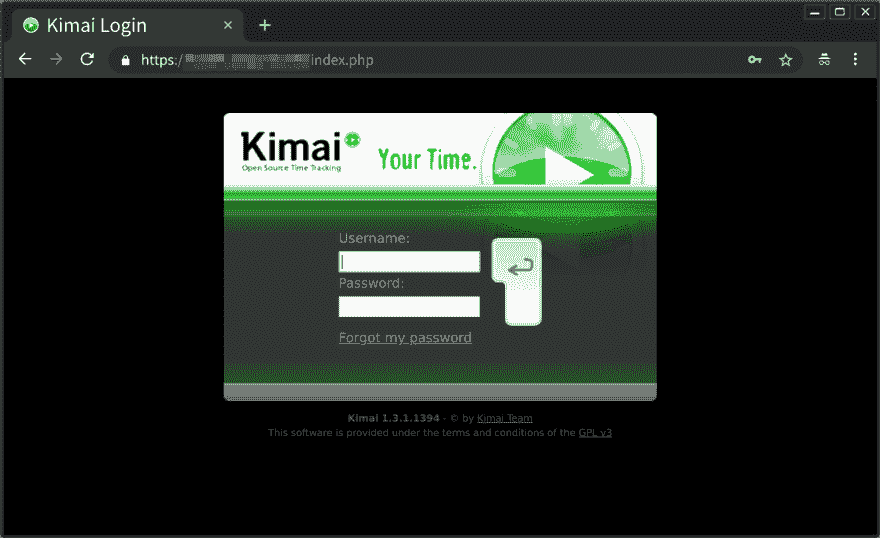 Kimai Login
https:/index.php
Kimai
Open Source Time Tracking
Your Time.
Username:
Password:
Forgot my password
Kimai 1.3.1.1394 - © by Kimai Team
This software is provided under the terms and conditions of the GPL v3